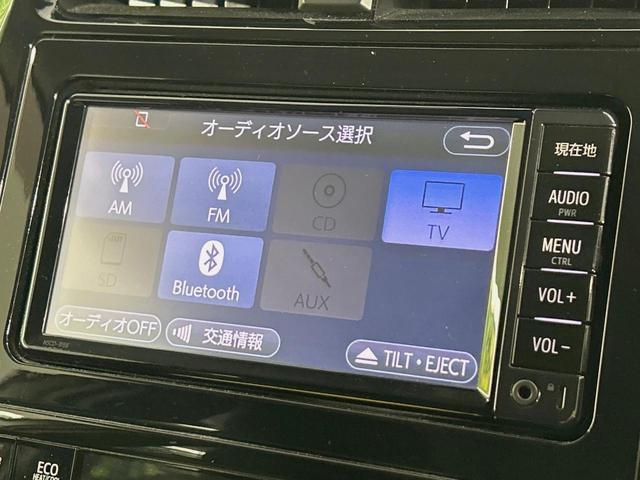 オーディオソース選択
AM
FM
CD
TV
SD
Bluetooth
AUX
オーディオOFF
交通情報
TILT・EJECT
現在地
AUDIO
PWR
MENU
CTRL
VOL+
VOL-
ECO
HEAT/COOL